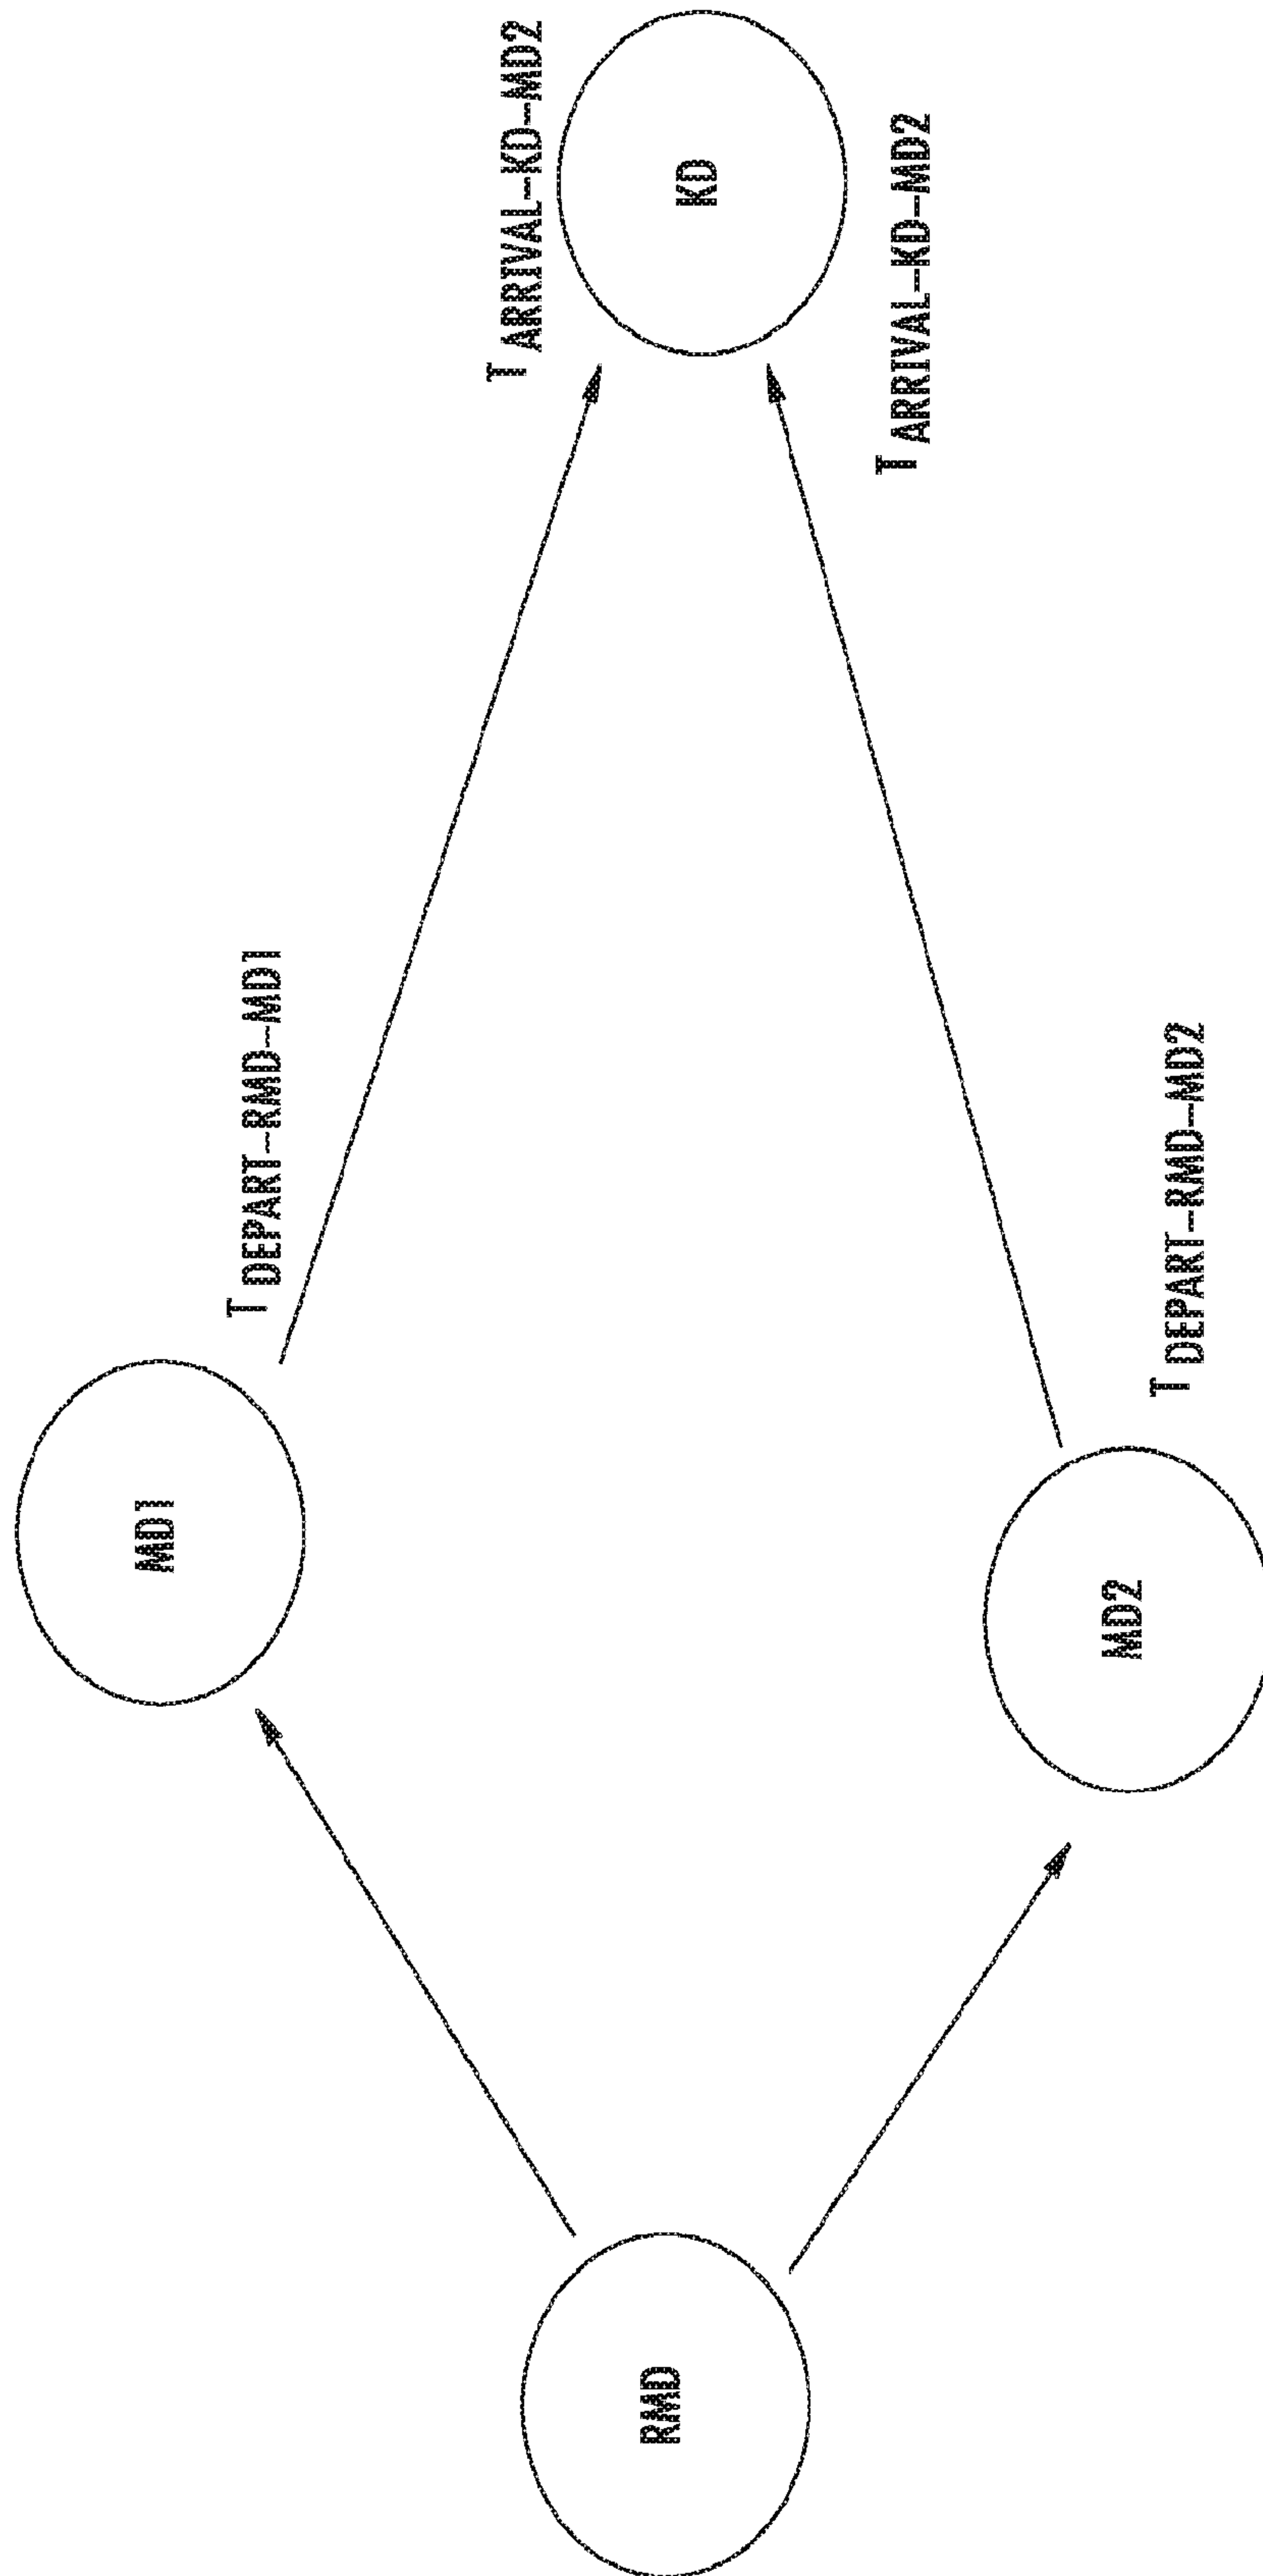 MD1
T DEPART-RMD-MD1
T ARRIVAL-KD-MD2
RMD
KD
T ARRIVAL-KD-MD2
MD2
T DEPART-RMD-MD2